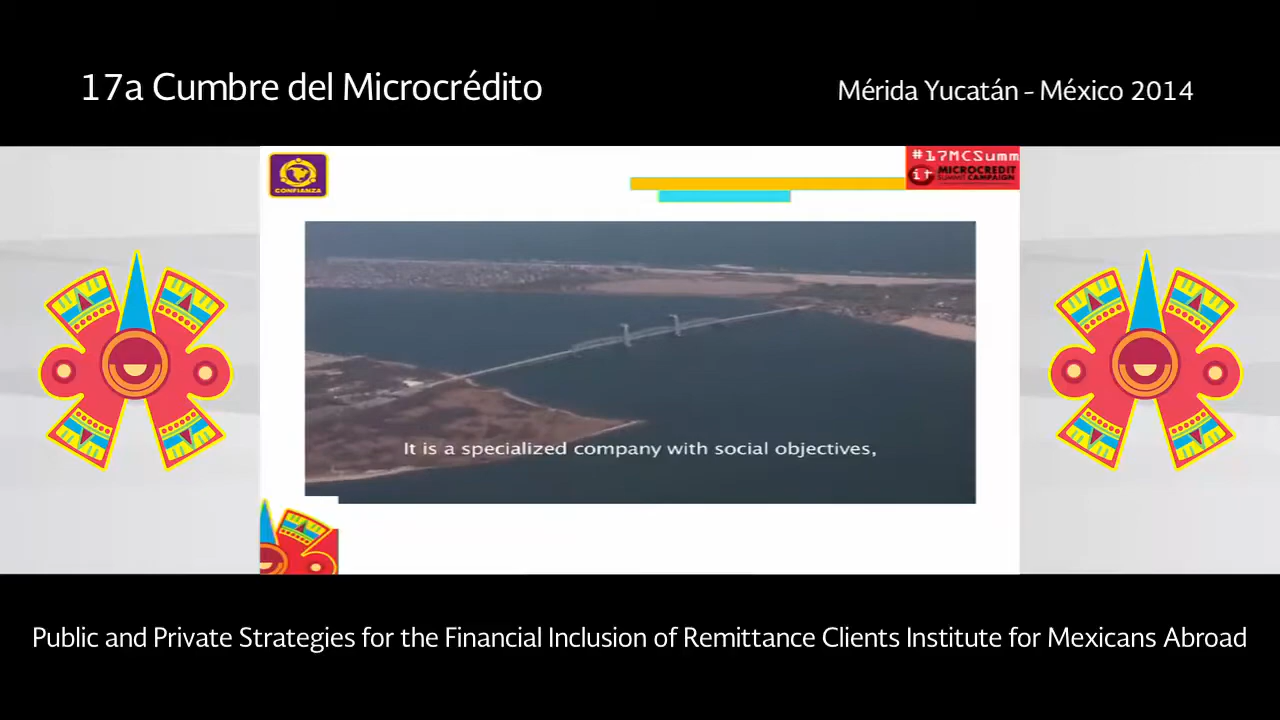 17a Cumbre del Microcrédito
Mérida Yucatán - México 2014
CONFIANZA
#17MCSumm
it
MICROCREDIT
SUMMIT CAMPAIGN
It is a specialized company with social objectives,
Public and Private Strategies for the Financial Inclusion of Remittance Clients Institute for Mexicans Abroad